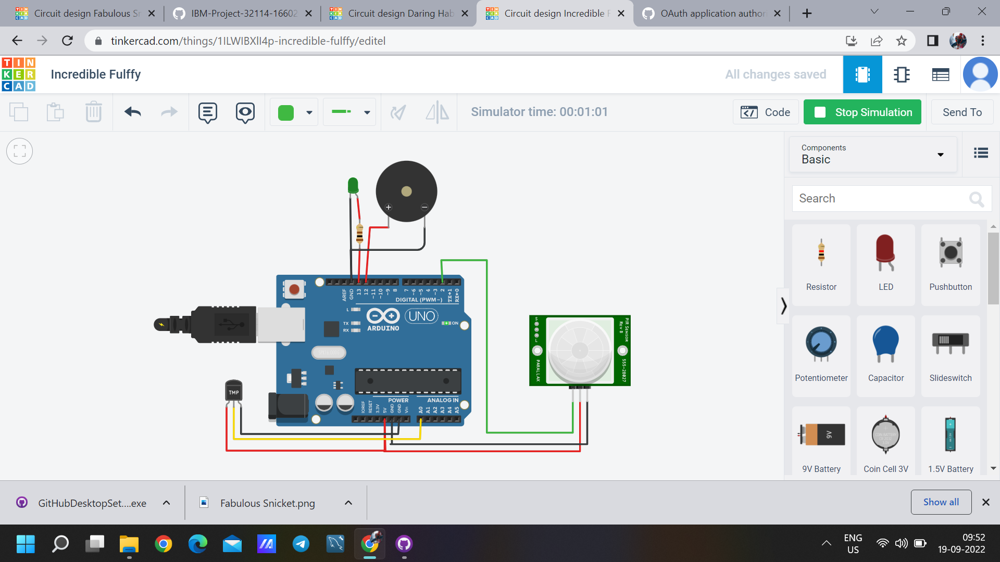 Circuit design Fabulous Sn
IBM-Project-32114-16602
Circuit design Daring Hab
Circuit design Incredible F
OAuth application authori
tinkercad.com/things/1ILWIBXlI4p-incredible-fulffy/editel
TINKERCAD
Incredible Fulffy
All changes saved
Simulator time: 00:01:01
Code
Stop Simulation
Send To
Components
Basic
Search
Resistor
LED
Pushbutton
Potentiometer
Capacitor
Slideswitch
9V
9V Battery
Coin Cell 3V
1.5V Battery
AREF
GND
13
12
~11
~10
~9
8
7
~6
~5
4
~3
2
TX→1
RX←0
DIGITAL (PWM~)
L
TX
RX
ARDUINO
UNO
ON
TMP
POWER
ANALOG IN
IOREF
RESET
3.3V
5V
GND
GND
Vin
A0
A1
A2
A3
A4
A5
S
L
PARALLAX
PIR SENSOR
REV B
555-28027
GitHubDesktopSet....exe
Fabulous Snicket.png
Show all
ENG
US
09:52
19-09-2022